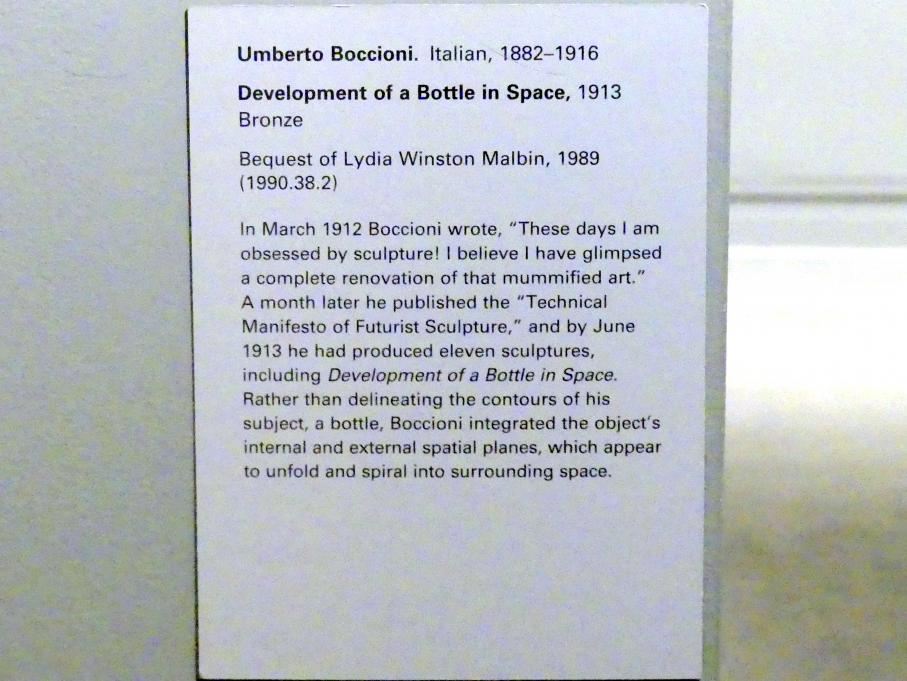 Umberto Boccioni. Italian, 1882–1916
Development of a Bottle in Space, 1913
Bronze
Bequest of Lydia Winston Malbin, 1989
(1990.38.2)
In March 1912 Boccioni wrote, “These days I am
obsessed by sculpture! I believe I have glimpsed
a complete renovation of that mummified art.”
A month later he published the “Technical
Manifesto of Futurist Sculpture,” and by June
1913 he had produced eleven sculptures,
including Development of a Bottle in Space.
Rather than delineating the contours of his
subject, a bottle, Boccioni integrated the object’s
internal and external spatial planes, which appear
to unfold and spiral into surrounding space.